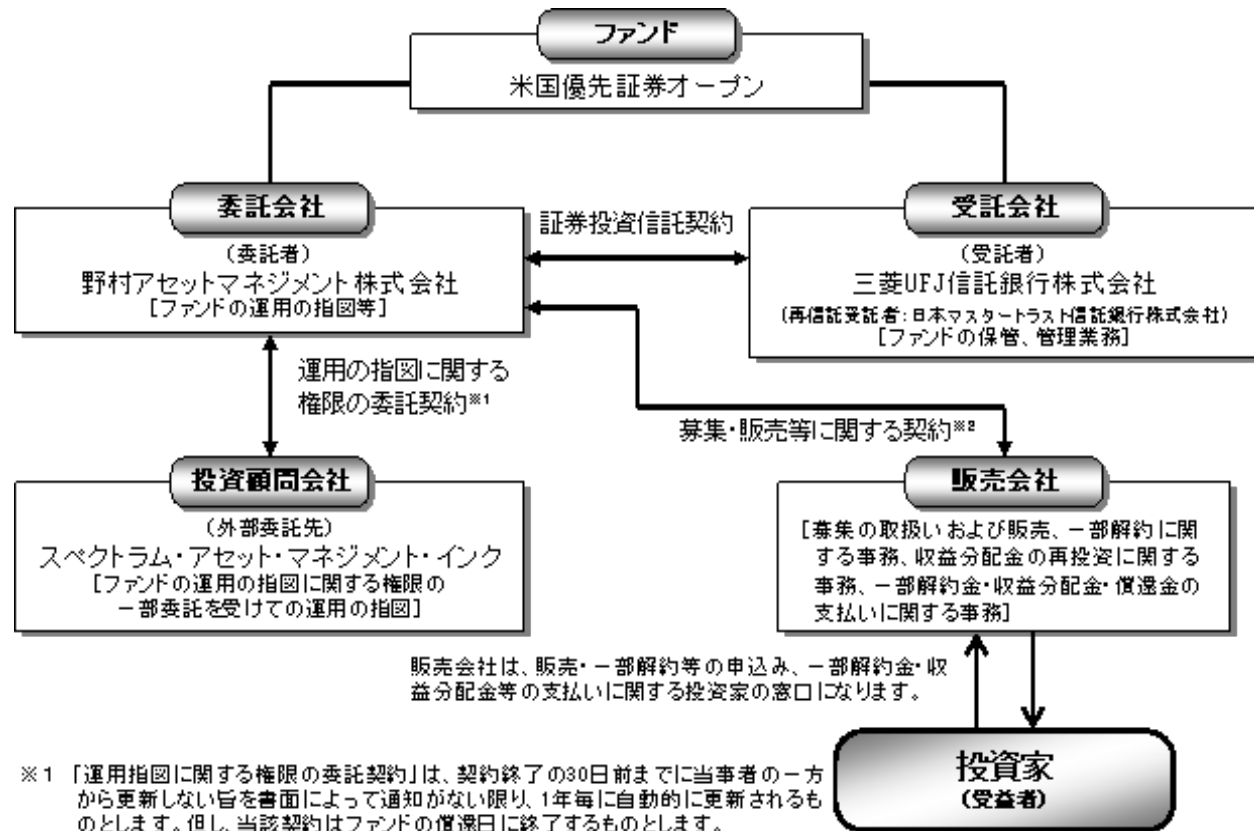 ファンド
米国優先証券オープン
委託会社
(委託者)
野村アセットマネジメント株式会社
[ファンドの運用の指図等]
証券投資信託契約
受託会社
(受託者)
三菱UFJ信託銀行株式会社
(再信託受託者:日本マスタートラスト信託銀行株式会社)
[ファンドの保管、管理業務]
運用の指図に関する
権限の委託契約※1
募集・販売等に関する契約※2
投資顧問会社
(外部委託先)
スペクトラム・アセット・マネジメント・インク
[ファンドの運用の指図に関する権限の
一部委託を受けての運用の指図]
販売会社
[募集の取扱いおよび販売、一部解約に関
する事務、収益分配金の再投資に関する
事務、一部解約金・収益分配金・償還金の
支払いに関する事務]
販売会社は、販売・一部解約等の申込み、一部解約金・収
益分配金等の支払いに関する投資家の窓口になります。
投資家
(受益者)
※1 「運用指図に関する権限の委託契約」は、契約終了の30日前までに当事者の一方
から更新しない旨を書面によって通知がない限り、1年毎に自動的に更新されるも
のとします。但し、当該契約はファンドの償還日に終了するものとします。